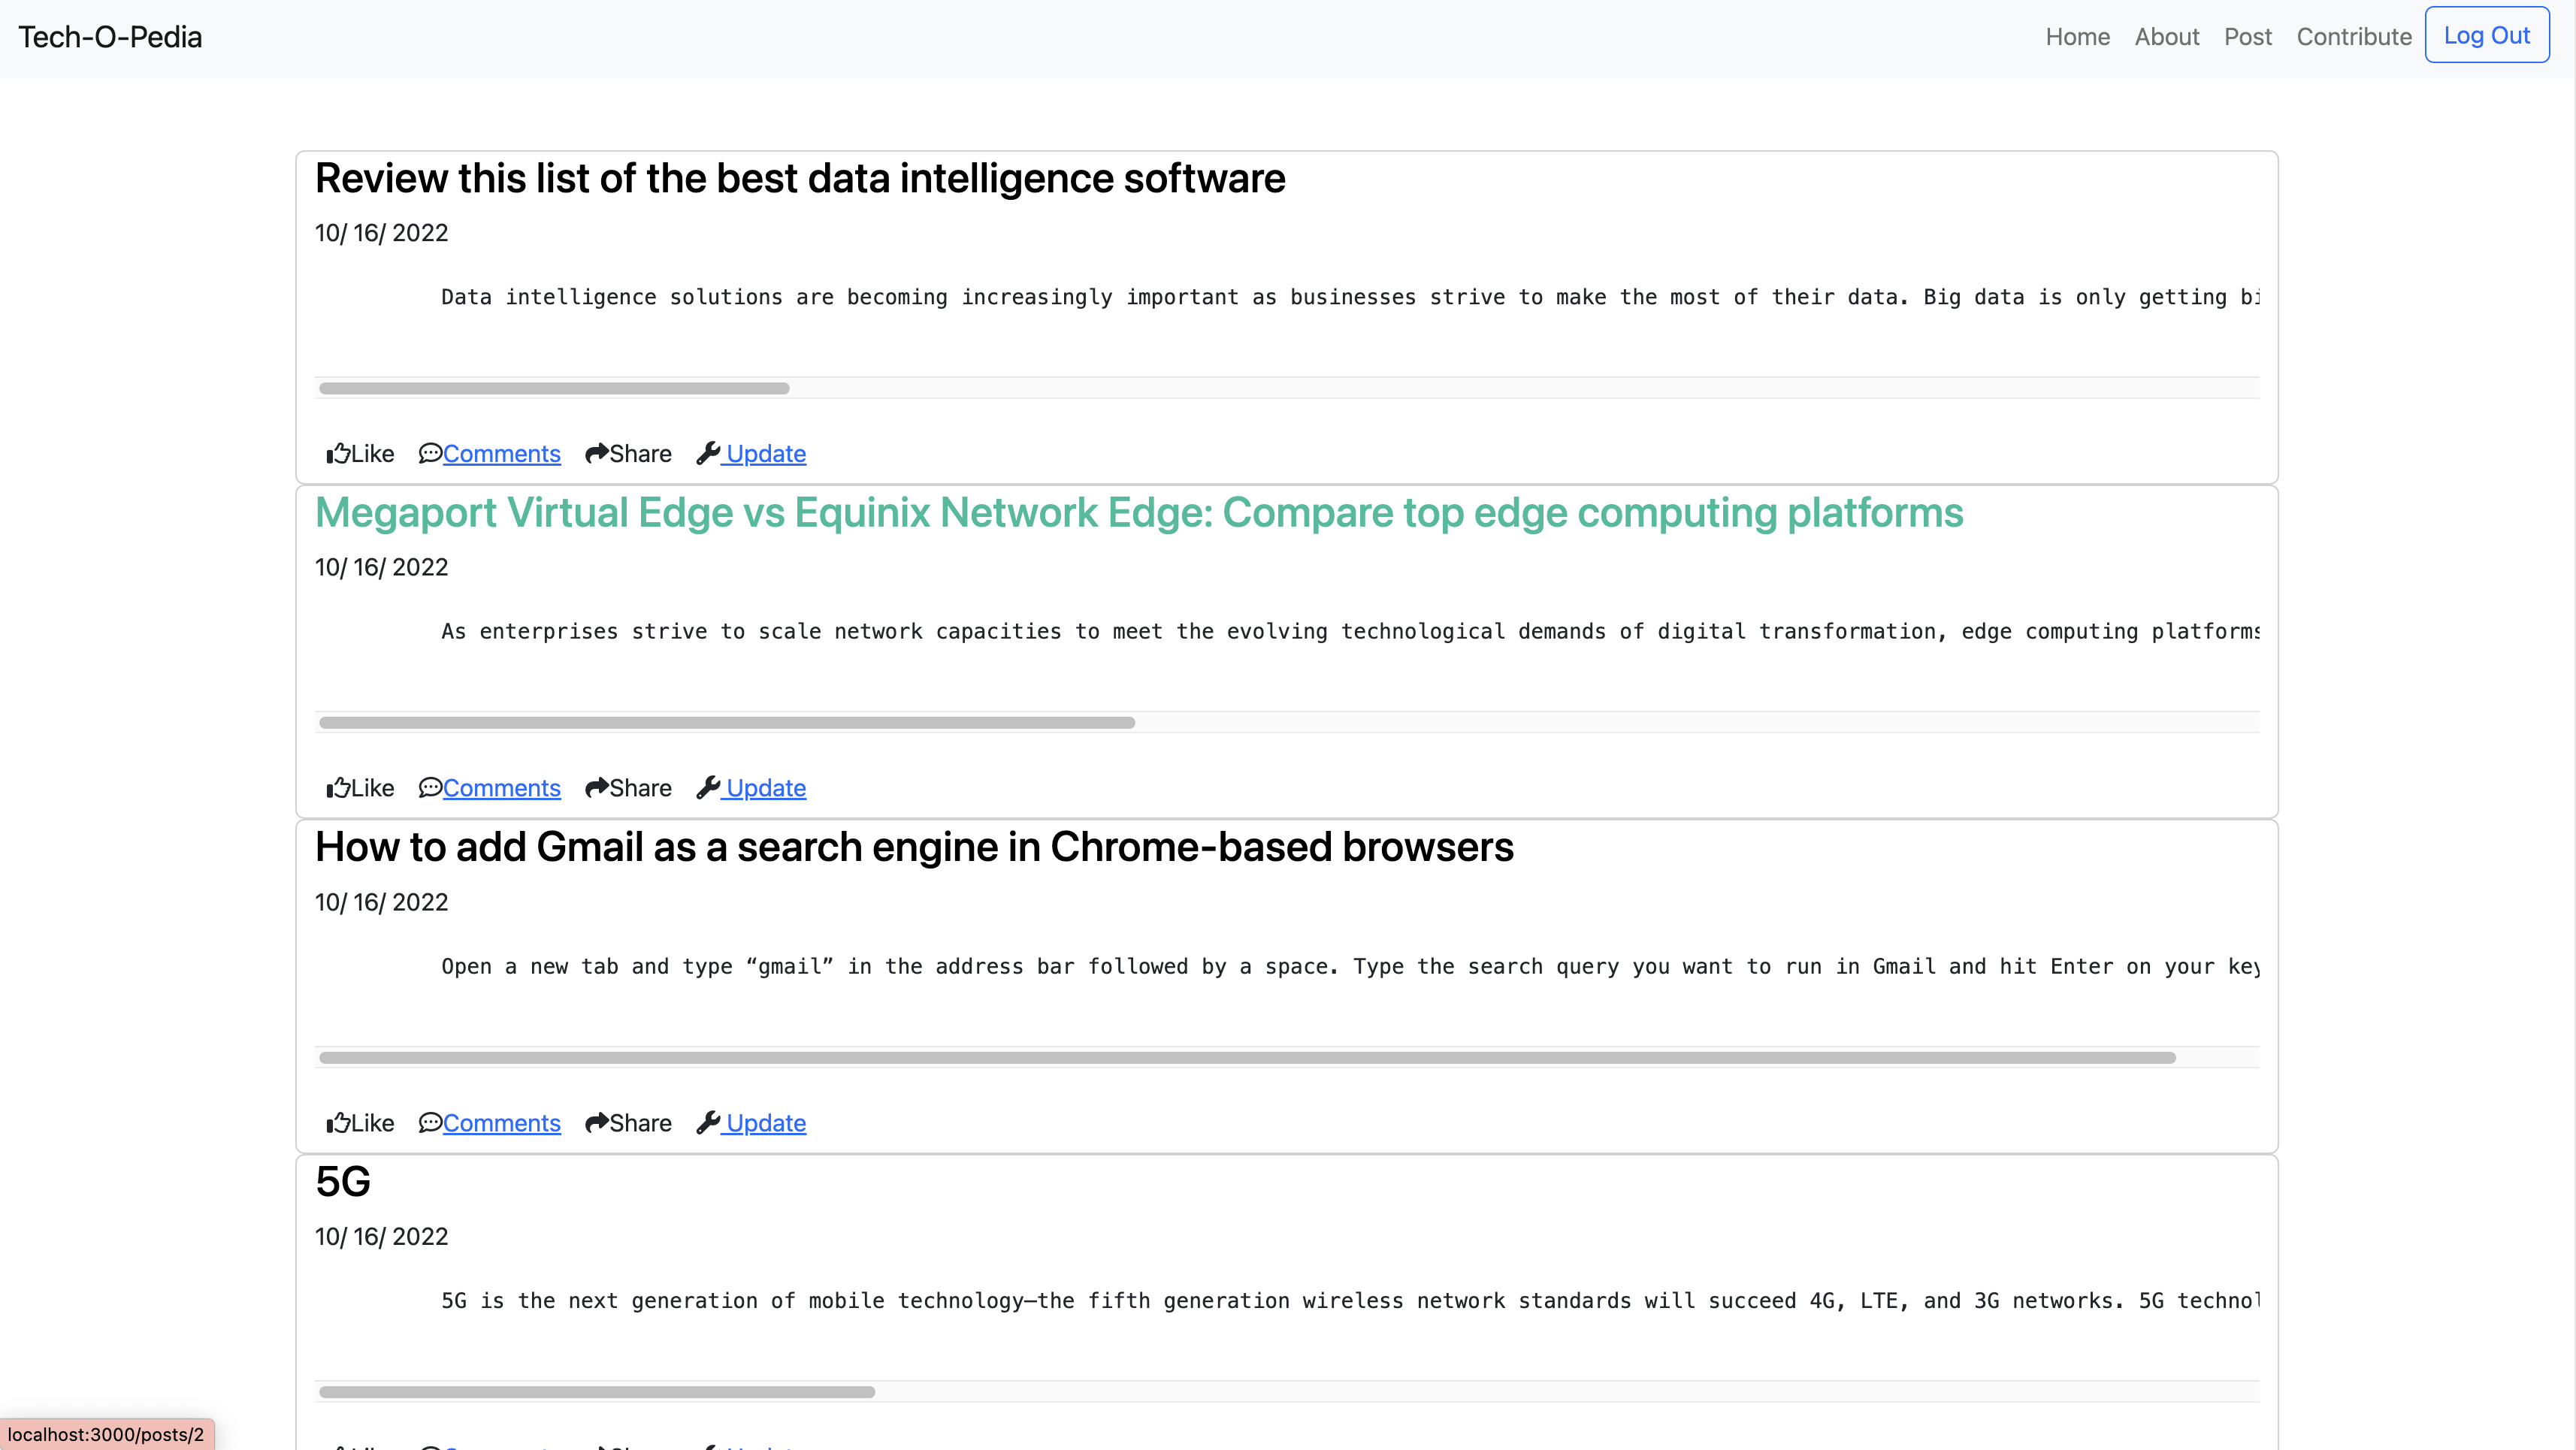 Tech-O-Pedia Home About Post Contribute Log Out
Review this list of the best data intelligence software
10/ 16/ 2022
Data intelligence solutions are becoming increasingly important as businesses strive to make the most of their data. Big data is only getting bi
Like Comments Share Update
Megaport Virtual Edge vs Equinix Network Edge: Compare top edge computing platforms
10/ 16/ 2022
As enterprises strive to scale network capacities to meet the evolving technological demands of digital transformation, edge computing platforms
Like Comments Share Update
How to add Gmail as a search engine in Chrome-based browsers
10/ 16/ 2022
Open a new tab and type “gmail” in the address bar followed by a space. Type the search query you want to run in Gmail and hit Enter on your key
Like Comments Share Update
5G
10/ 16/ 2022
5G is the next generation of mobile technology—the fifth generation wireless network standards will succeed 4G, LTE, and 3G networks. 5G technol
localhost:3000/posts/2